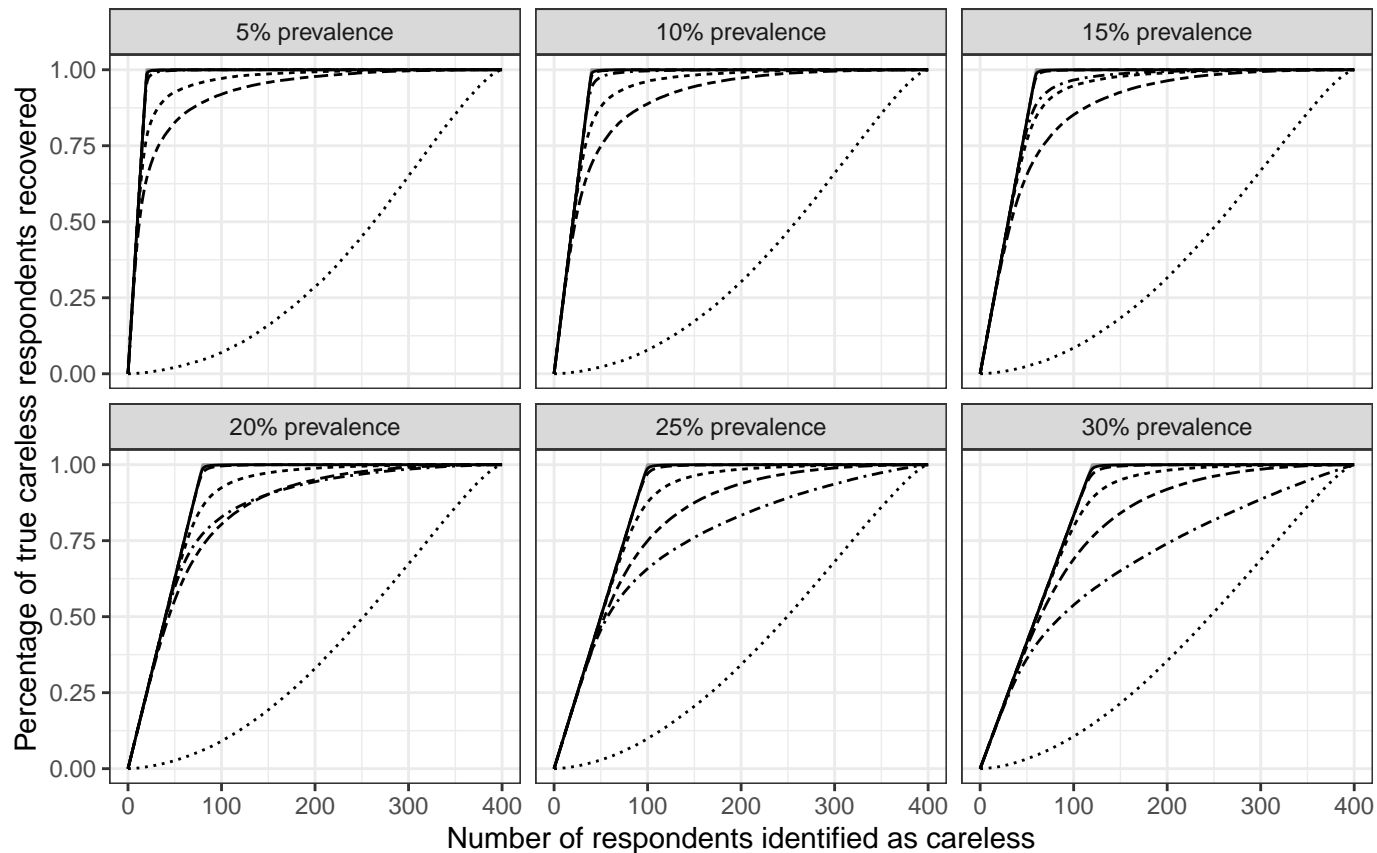 5% prevalence
10% prevalence
15% prevalence
1.00
0.75
0.50
0.25
0.00
20% prevalence
25% prevalence
30% prevalence
1.00
0.75
0.50
0.25
0.00
0 100 200 300 400
0 100 200 300 400
0 100 200 300 400
Number of respondents identified as careless
Percentage of true careless respondents recovered